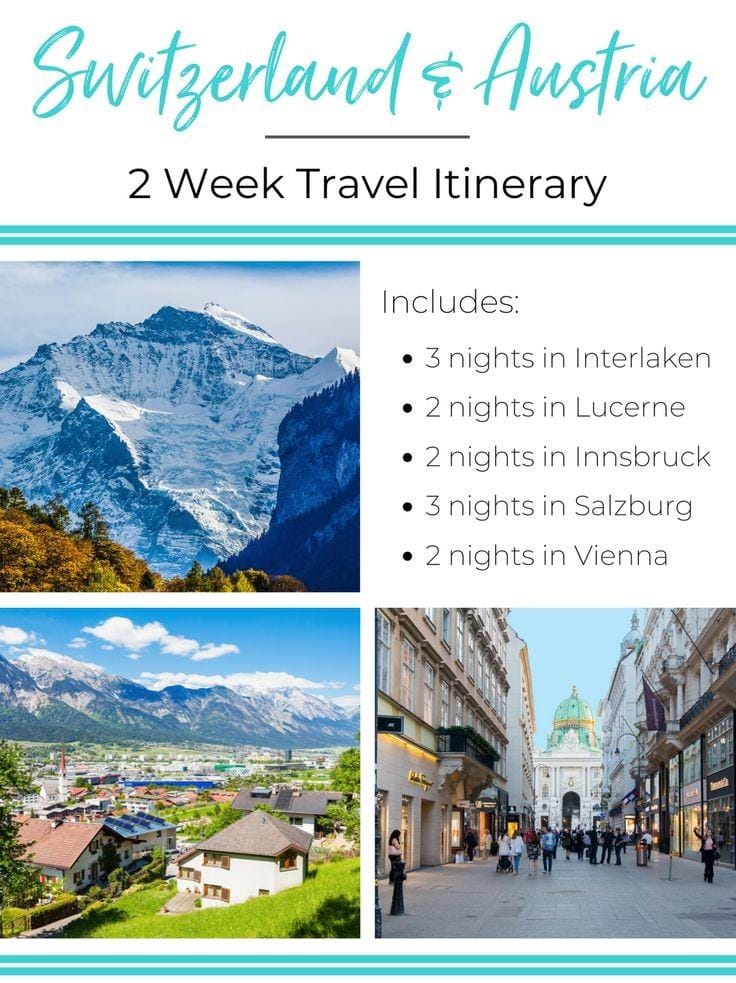 Switzerland & Austria
2 Week Travel Itinerary
Includes:
• 3 nights in Interlaken
• 2 nights in Lucerne
• 2 nights in Innsbruck
• 3 nights in Salzburg
• 2 nights in Vienna